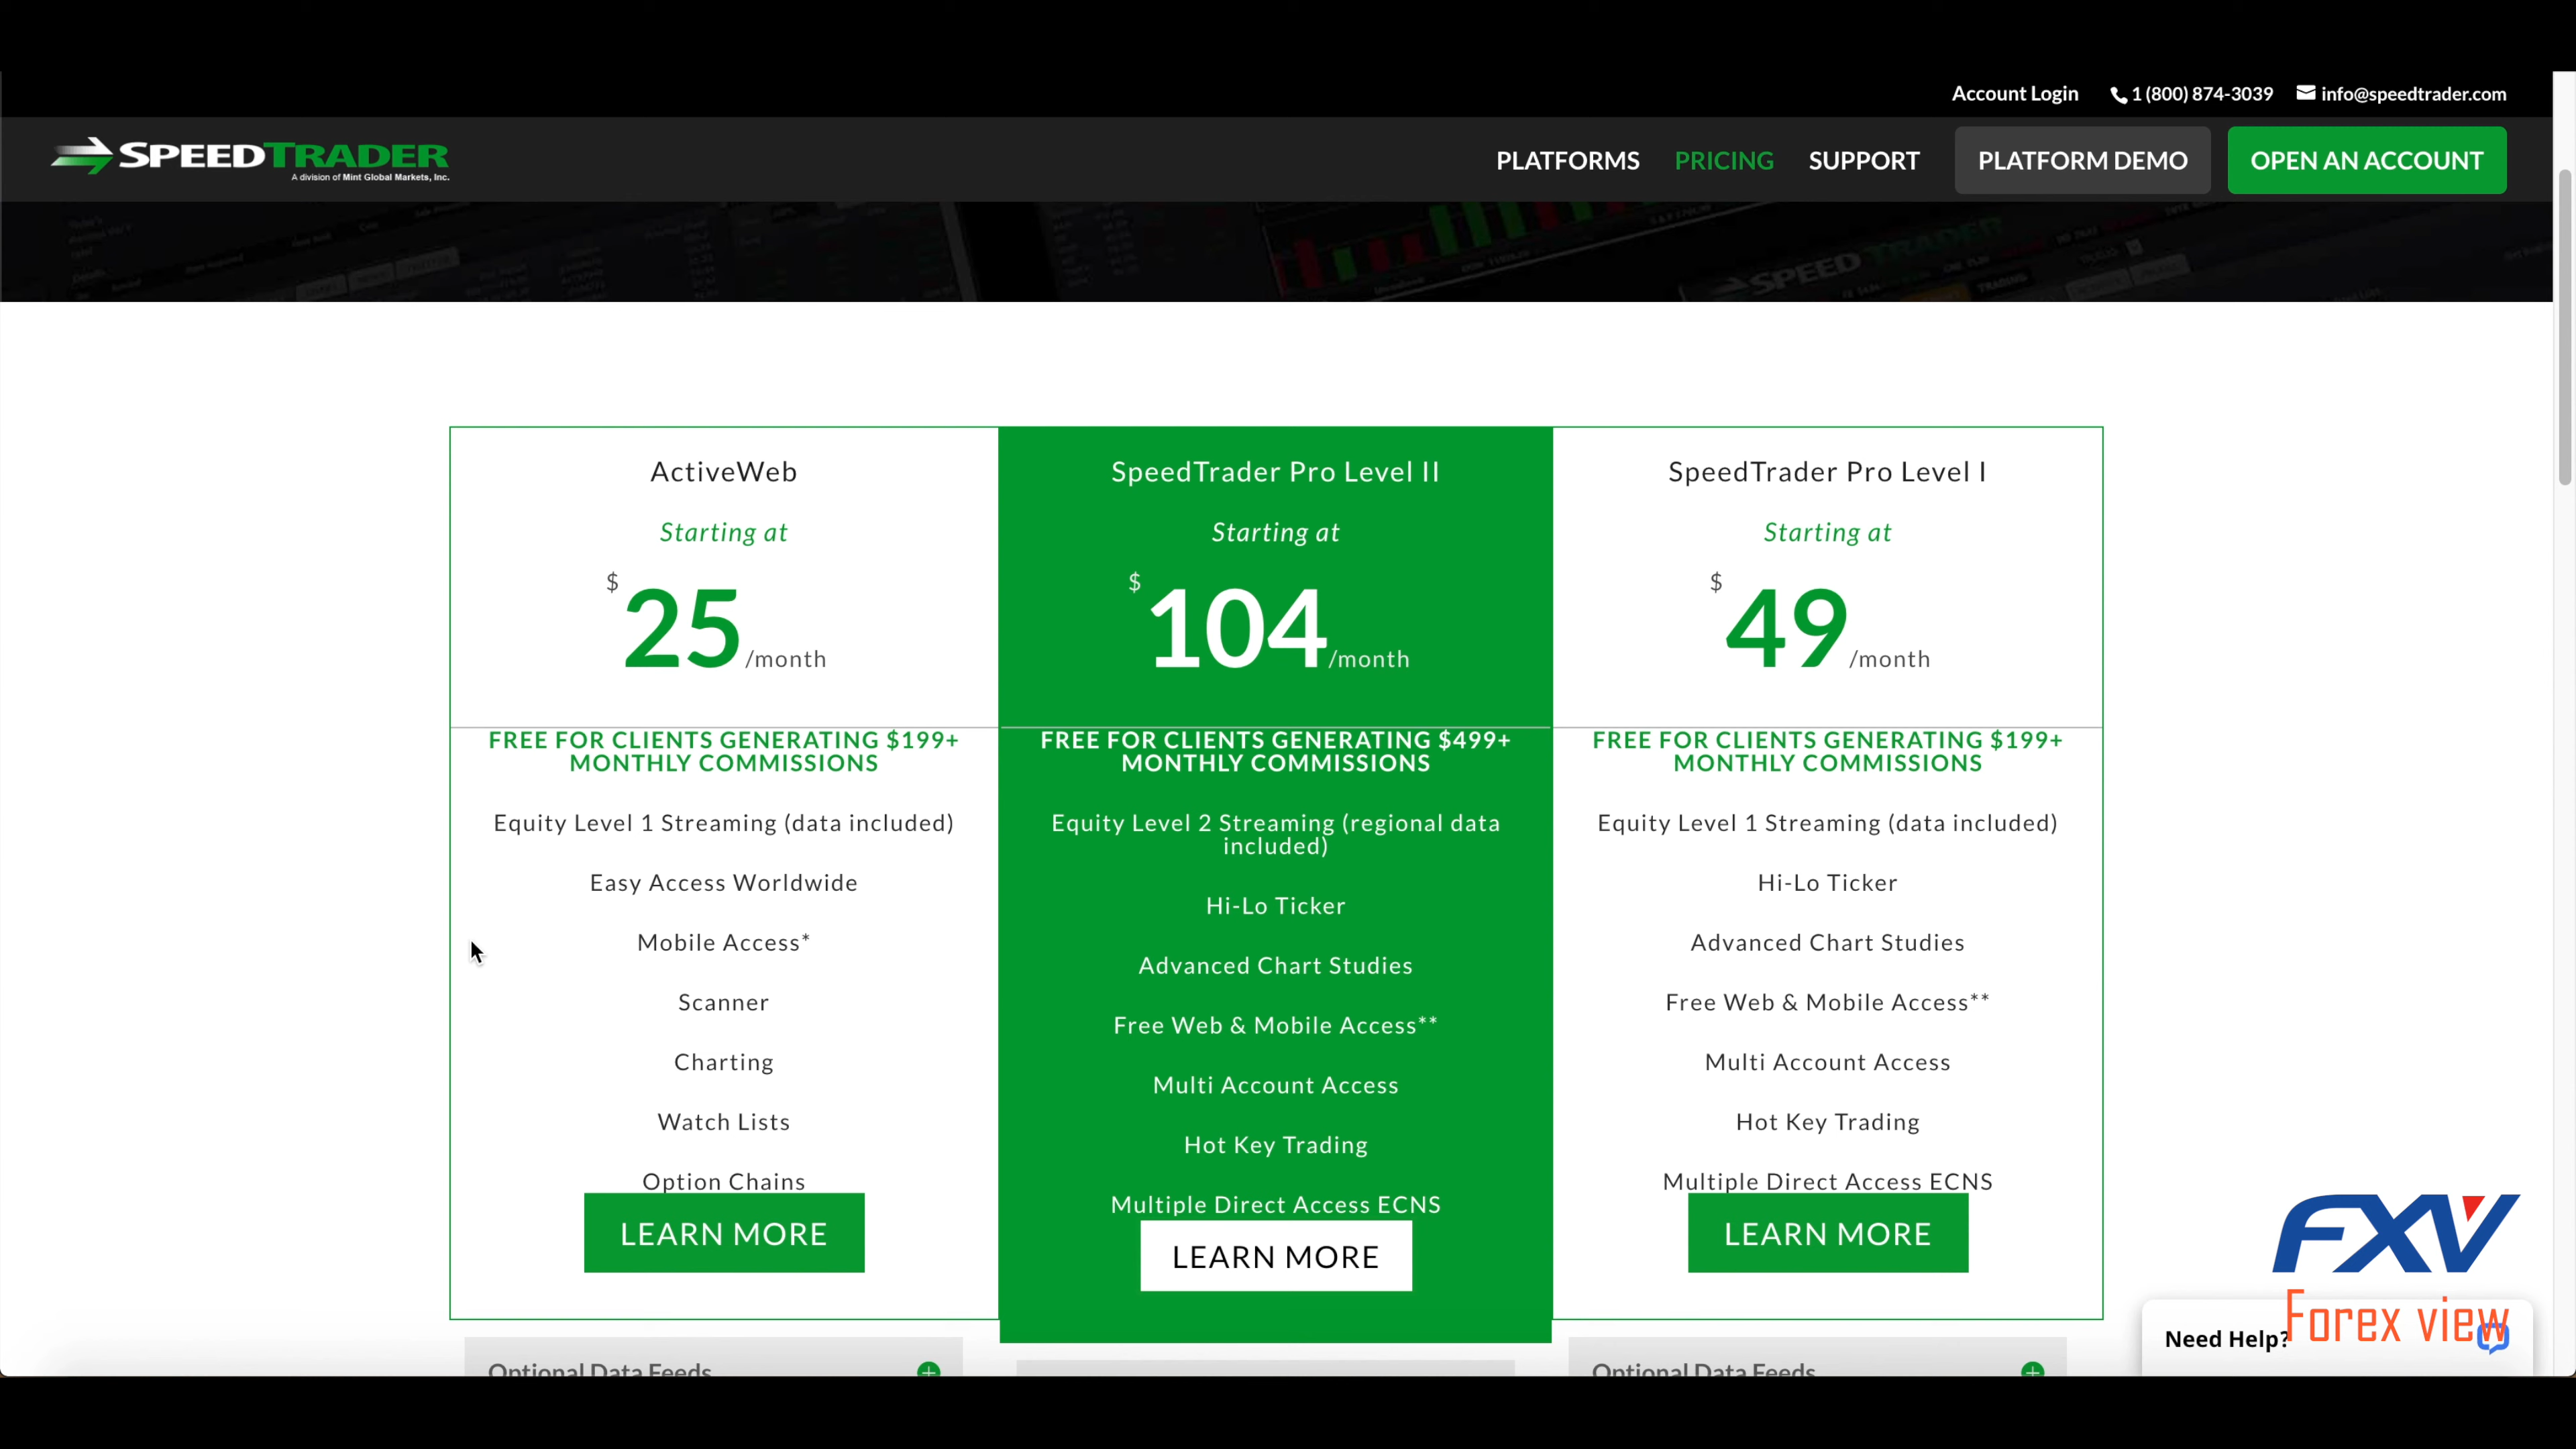 Account Login 1 (800) 874-3039 info@speedtrader.com
SPEEDTRADER
A division of Mint Global Markets, Inc.
PLATFORMS PRICING SUPPORT PLATFORM DEMO OPEN AN ACCOUNT
SPEED TRADER
ActiveWeb
Starting at
$25/month
FREE FOR CLIENTS GENERATING $199+
MONTHLY COMMISSIONS
Equity Level 1 Streaming (data included)
Easy Access Worldwide
Mobile Access*
Scanner
Charting
Watch Lists
Option Chains
LEARN MORE
Optional Data Feeds
SpeedTrader Pro Level II
Starting at
$104/month
FREE FOR CLIENTS GENERATING $499+
MONTHLY COMMISSIONS
Equity Level 2 Streaming (regional data
included)
Hi-Lo Ticker
Advanced Chart Studies
Free Web & Mobile Access**
Multi Account Access
Hot Key Trading
Multiple Direct Access ECNS
LEARN MORE
SpeedTrader Pro Level I
Starting at
$49/month
FREE FOR CLIENTS GENERATING $199+
MONTHLY COMMISSIONS
Equity Level 1 Streaming (data included)
Hi-Lo Ticker
Advanced Chart Studies
Free Web & Mobile Access**
Multi Account Access
Hot Key Trading
Multiple Direct Access ECNS
LEARN MORE
Optional Data Feeds
FXV
Forex view
Need Help?